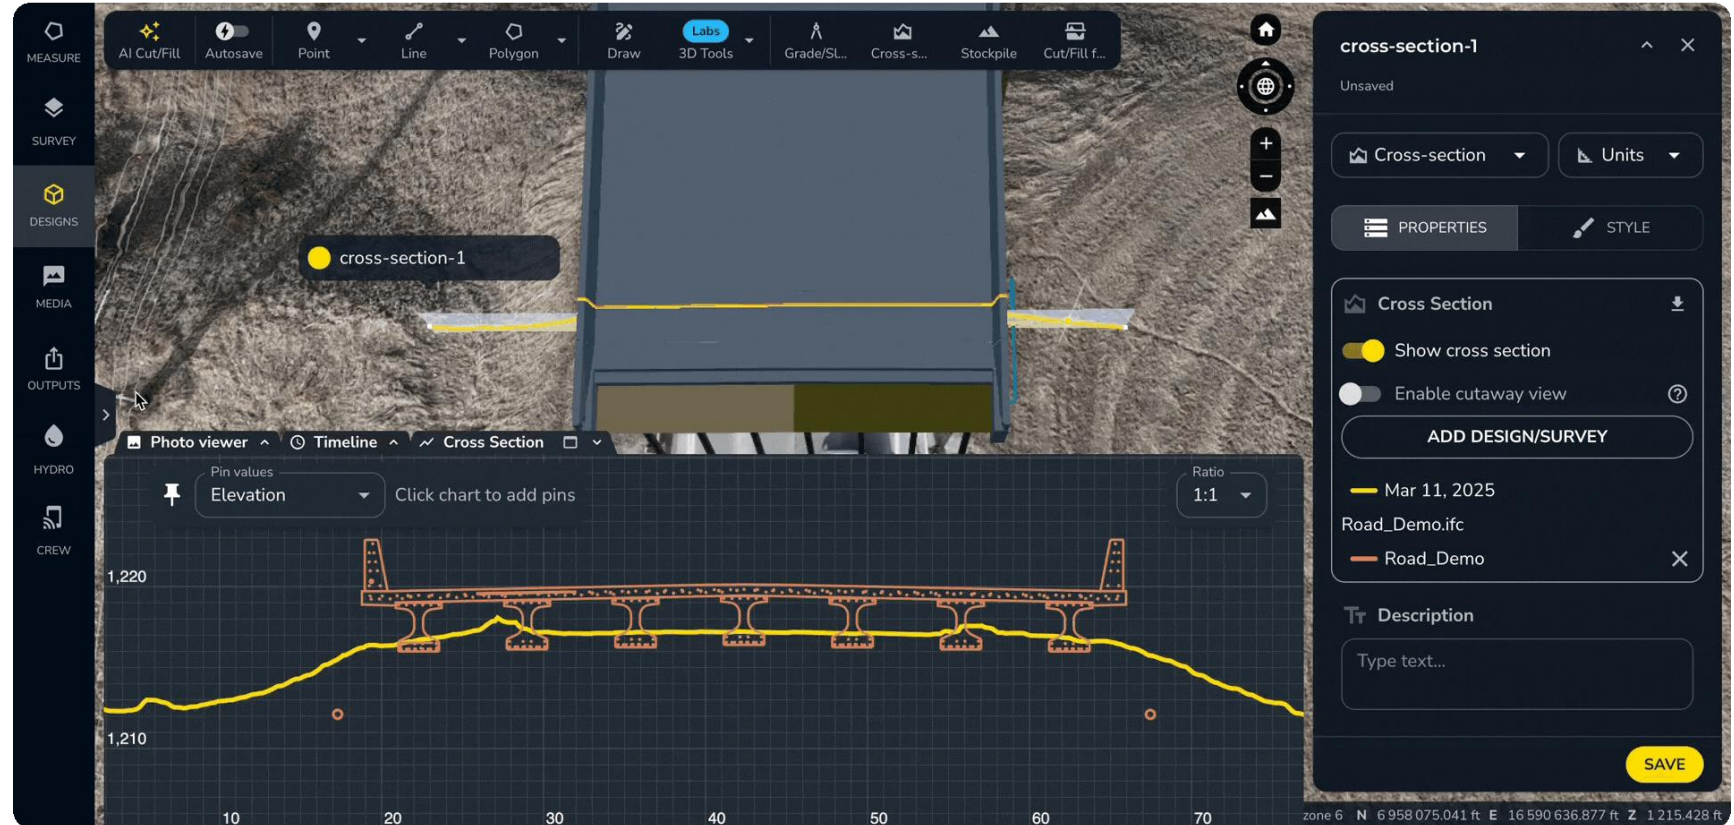 MEASURE
SURVEY
DESIGNS
MEDIA
OUTPUTS
HYDRO
CREW
AI Cut/Fill
Autosave
Point
Line
Polygon
Draw
Labs
3D Tools
Grade/Sl...
Cross-s...
Stockpile
Cut/Fill f...
cross-section-1
Photo viewer
Timeline
Cross Section
Pin values
Elevation
Click chart to add pins
Ratio
1:1
1,220
1,210
10 20 30 40 50 60 70
cross-section-1
Unsaved
Cross-section
Units
PROPERTIES
STYLE
Cross Section
Show cross section
Enable cutaway view
ADD DESIGN/SURVEY
Mar 11, 2025
Road_Demo.ifc
Road_Demo
Description
Type text...
SAVE
zone 6 N 6 958 075.041 ft E 16 590 636.877 ft Z 1 215.428 ft